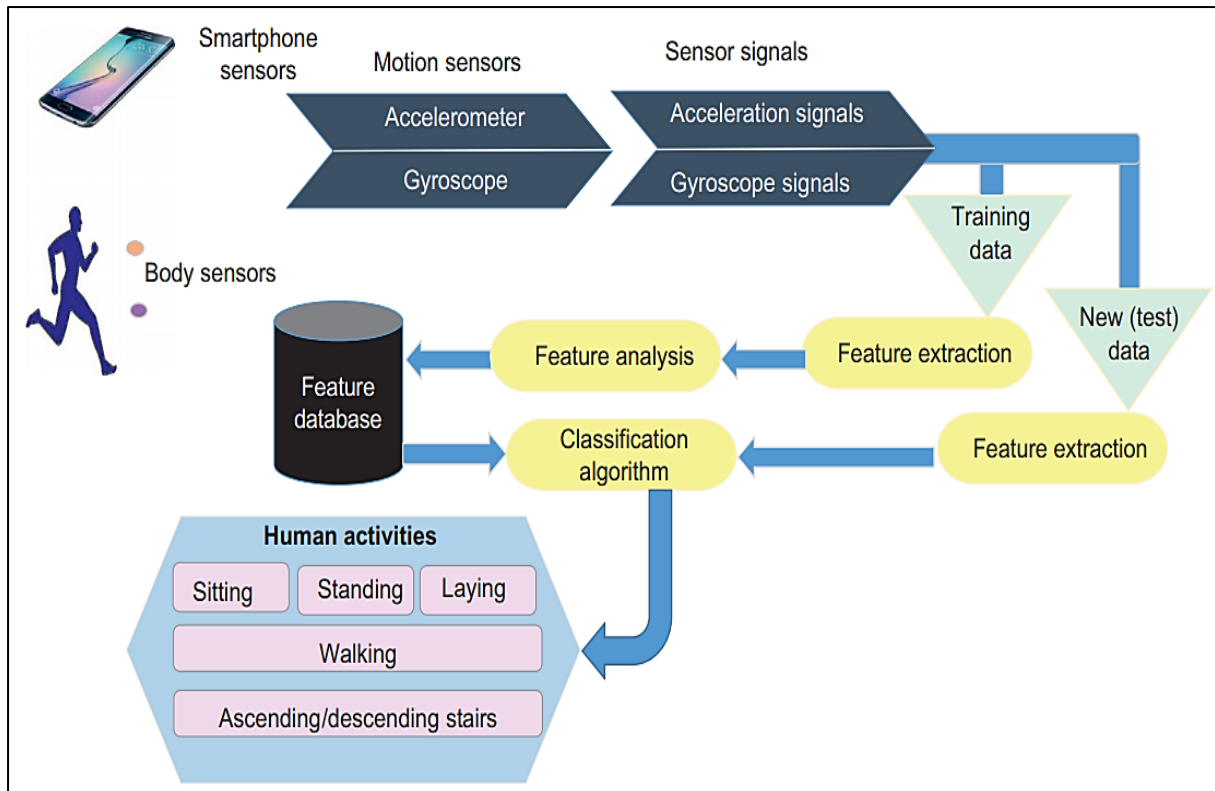 Smartphone
sensors
Motion sensors
Sensor signals
Accelerometer
Acceleration signals
Gyroscope
Gyroscope signals
Training
data
Body sensors
New (test)
data
Feature analysis
Feature extraction
Feature
database
Classification
algorithm
Feature extraction
Human activities
Sitting
Standing
Laying
Walking
Ascending/descending stairs